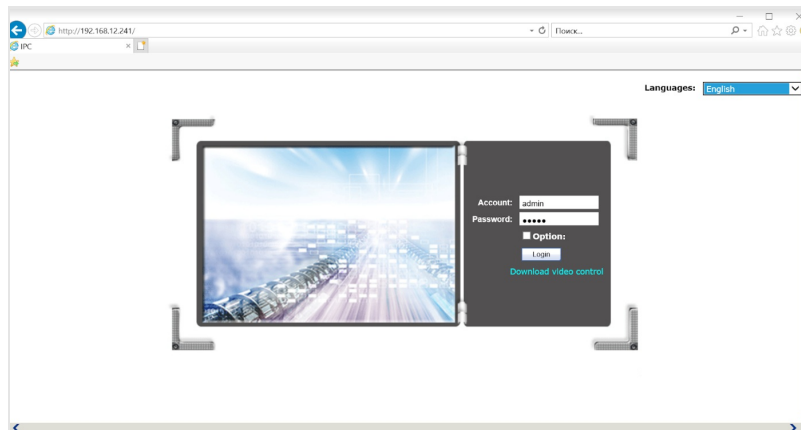 http://192.168.12.241/
Поиск...
IPC
Languages: English
Account: admin
Password: •••••
Option:
Login
Download video control